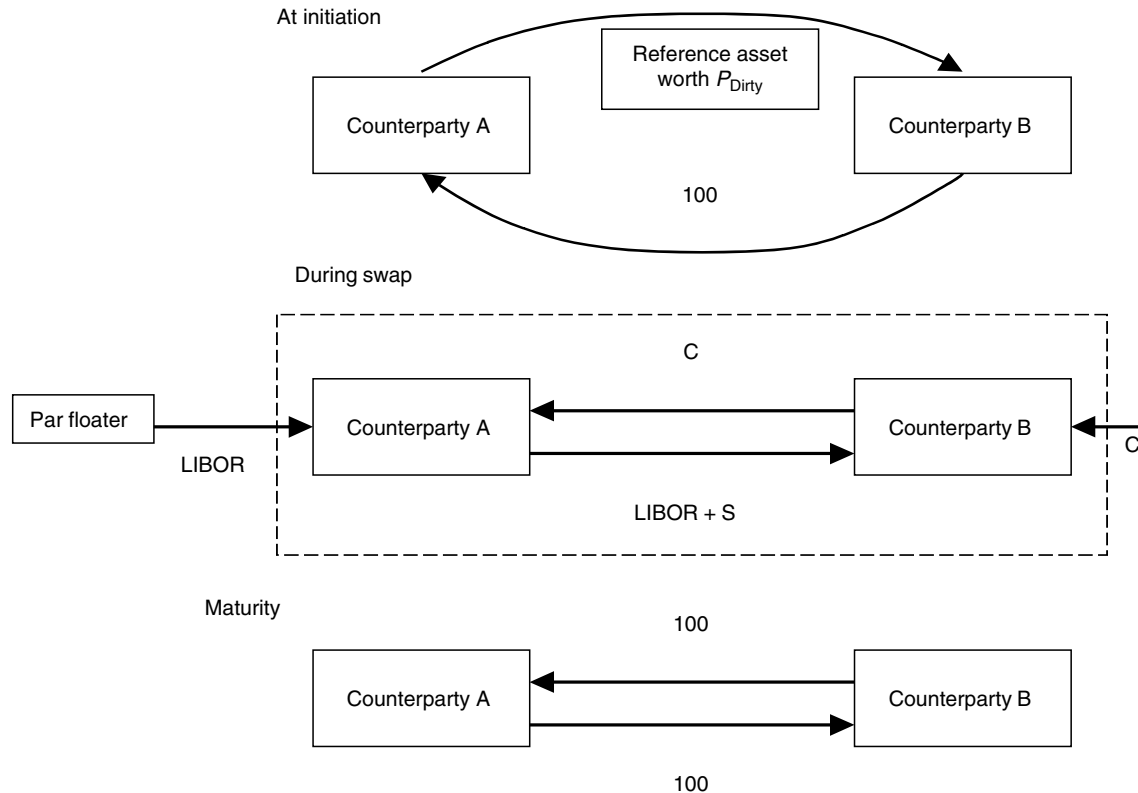 At initiation
Reference asset
worth PDirty
Counterparty A
Counterparty B
100
During swap
C
Par floater
Counterparty A
Counterparty B
LIBOR
C
LIBOR + S
Maturity
100
Counterparty A
Counterparty B
100